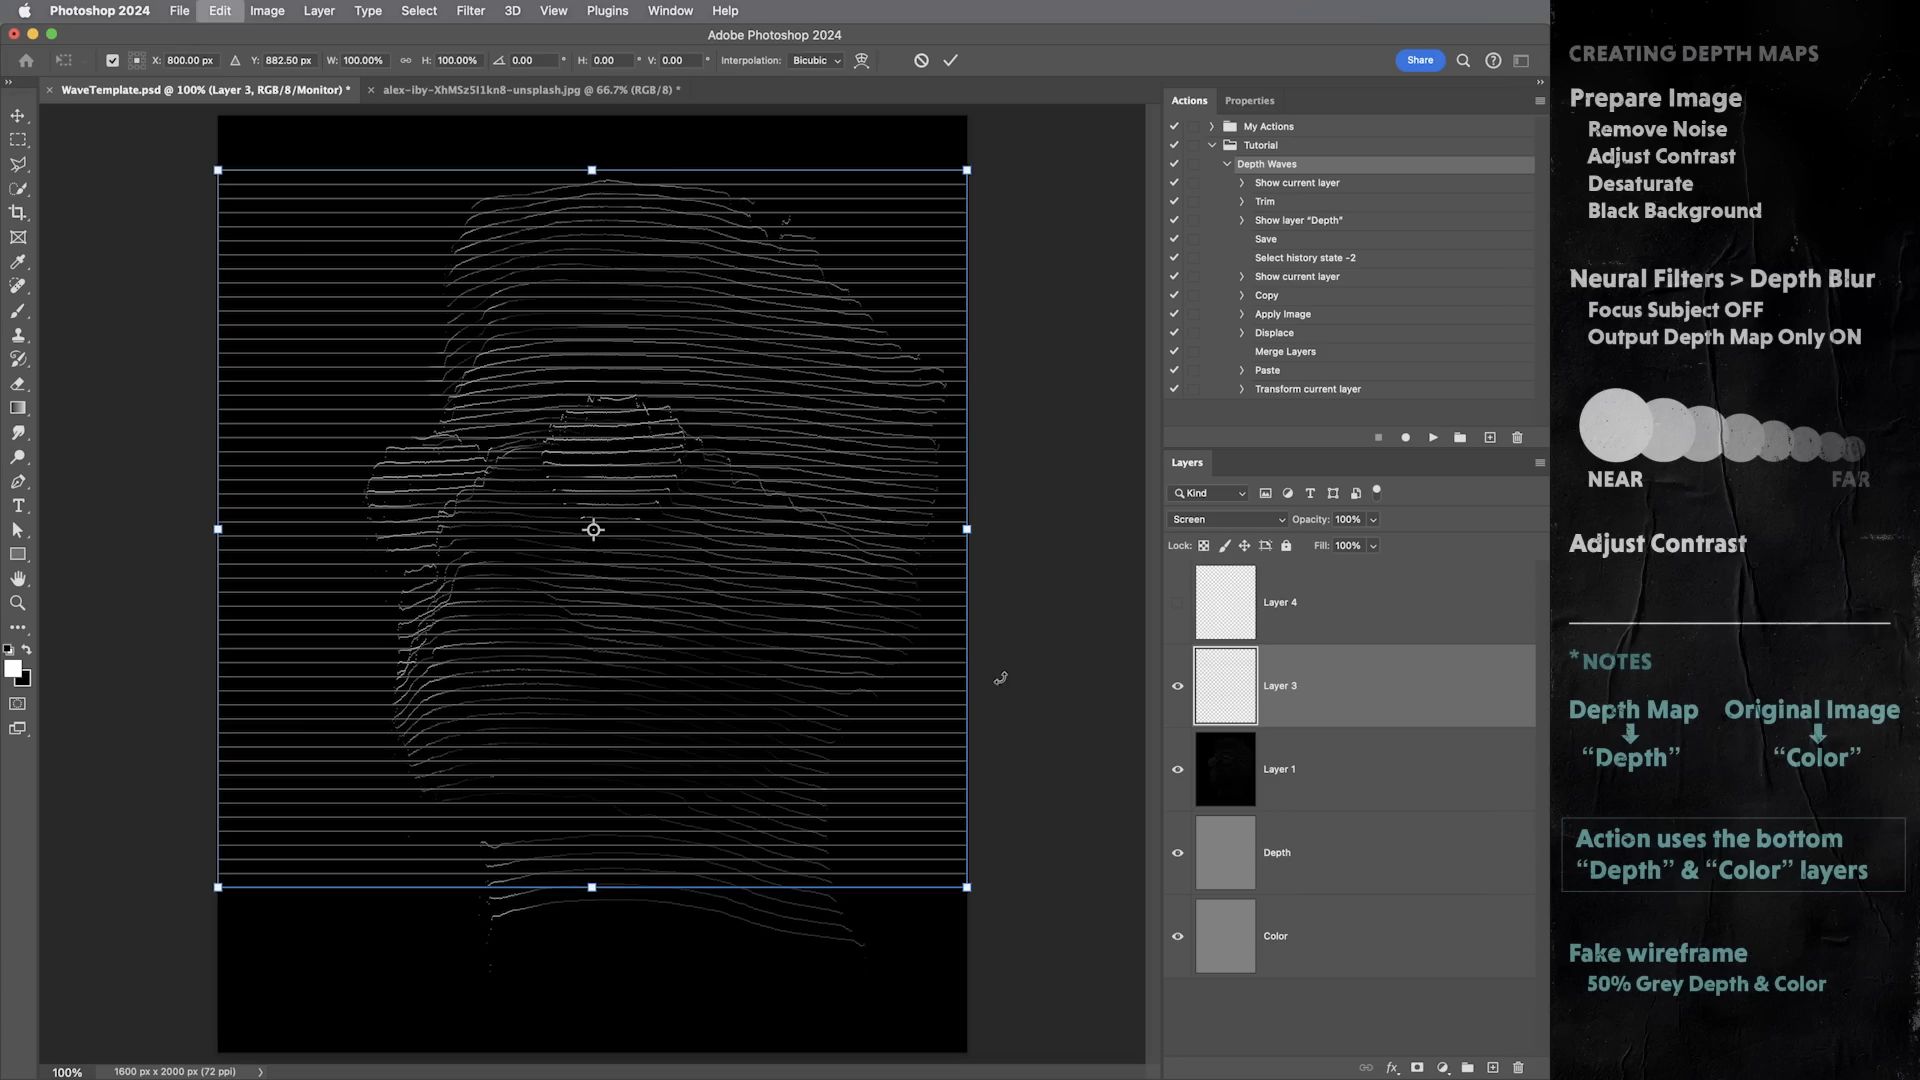 Photoshop 2024 File Edit Image Layer Type Select Filter 3D View Plugins Window Help
Adobe Photoshop 2024
X: 800.00 px Y: 882.50 px W: 100.00% H: 100.00% 0.00 ° H: 0.00 ° V: 0.00 ° Interpolation: Bicubic
Share
WaveTemplate.psd @ 100% (Layer 3, RGB/8/Monitor) *
alex-iby-XhMSz5I1kn8-unsplash.jpg @ 66.7% (RGB/8) *
Actions Properties
My Actions
Tutorial
Depth Waves
Show current layer
Trim
Show layer “Depth”
Save
Select history state -2
Show current layer
Copy
Apply Image
Displace
Merge Layers
Paste
Transform current layer
Layers
Kind
Screen Opacity: 100%
Lock: Fill: 100%
Layer 4
Layer 3
Layer 1
Depth
Color
fx
100% 1600 px x 2000 px (72 ppi)
CREATING DEPTH MAPS
Prepare Image
Remove Noise
Adjust Contrast
Desaturate
Black Background
Neural Filters > Depth Blur
Focus Subject OFF
Output Depth Map Only ON
NEAR FAR
Adjust Contrast
*NOTES
Depth Map Original Image
“Depth” “Color”
Action uses the bottom
“Depth” & “Color” layers
Fake wireframe
50% Grey Depth & Color